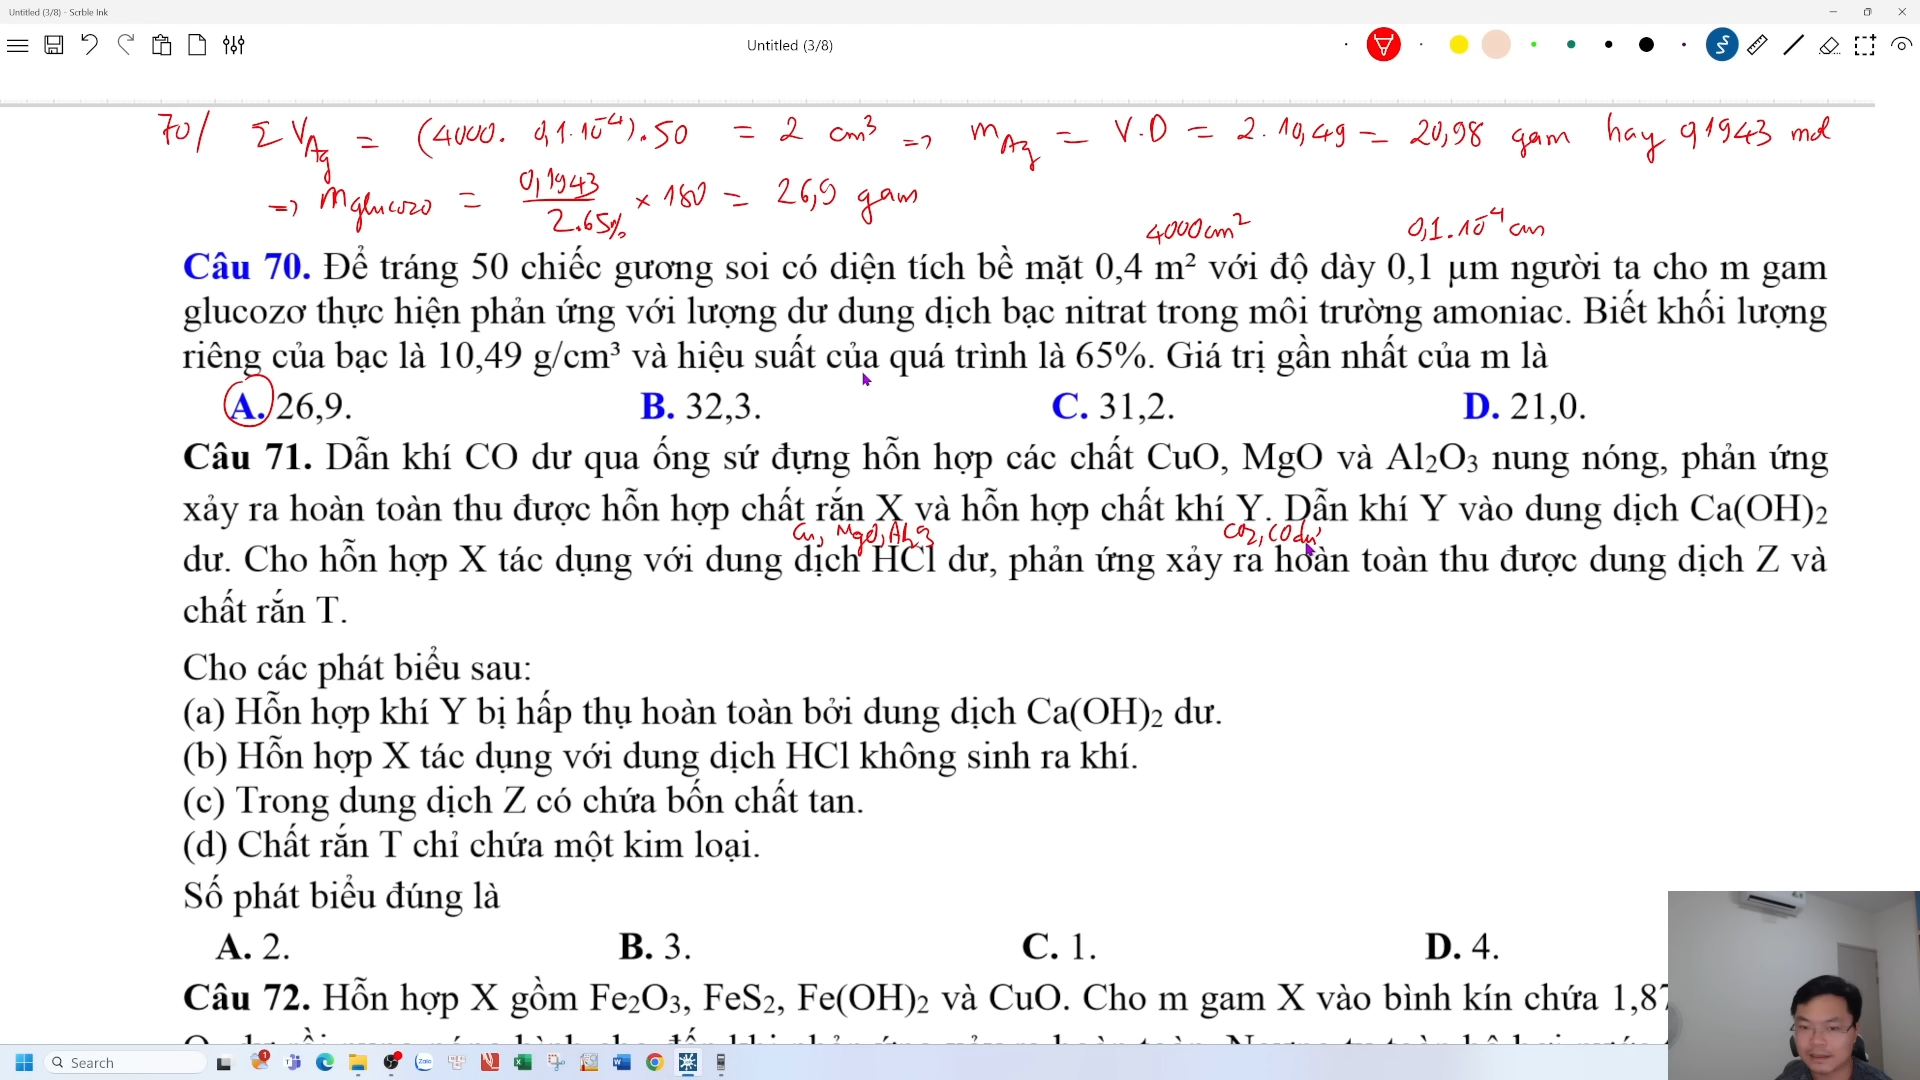 Untitled (3/8) - Scrble Ink
Untitled (3/8)
70/ Σ V_Ag = (4000. 0,1.10⁻⁴).50 = 2 cm³ => m_Ag = V.D = 2.10,49 = 20,98 gam hay 0,1943 mol
=> m glucozo = 0,1943 / 2.65% × 180 = 26,9 gam
4000cm² 0,1.10⁻⁴ cm
Câu 70. Để tráng 50 chiếc gương soi có diện tích bề mặt 0,4 m² với độ dày 0,1 µm người ta cho m gam
glucozơ thực hiện phản ứng với lượng dư dung dịch bạc nitrat trong môi trường amoniac. Biết khối lượng
riêng của bạc là 10,49 g/cm³ và hiệu suất của quá trình là 65%. Giá trị gần nhất của m là
A. 26,9. B. 32,3. C. 31,2. D. 21,0.
Câu 71. Dẫn khí CO dư qua ống sứ đựng hỗn hợp các chất CuO, MgO và Al₂O₃ nung nóng, phản ứng
xảy ra hoàn toàn thu được hỗn hợp chất rắn X và hỗn hợp chất khí Y. Dẫn khí Y vào dung dịch Ca(OH)₂
Cu, MgO, Al₂O₃ CO₂, CO dư
dư. Cho hỗn hợp X tác dụng với dung dịch HCl dư, phản ứng xảy ra hoàn toàn thu được dung dịch Z và
chất rắn T.
Cho các phát biểu sau:
(a) Hỗn hợp khí Y bị hấp thụ hoàn toàn bởi dung dịch Ca(OH)₂ dư.
(b) Hỗn hợp X tác dụng với dung dịch HCl không sinh ra khí.
(c) Trong dung dịch Z có chứa bốn chất tan.
(d) Chất rắn T chỉ chứa một kim loại.
Số phát biểu đúng là
A. 2. B. 3. C. 1. D. 4.
Câu 72. Hỗn hợp X gồm Fe₂O₃, FeS₂, Fe(OH)₂ và CuO. Cho m gam X vào bình kín chứa 1,87
Search